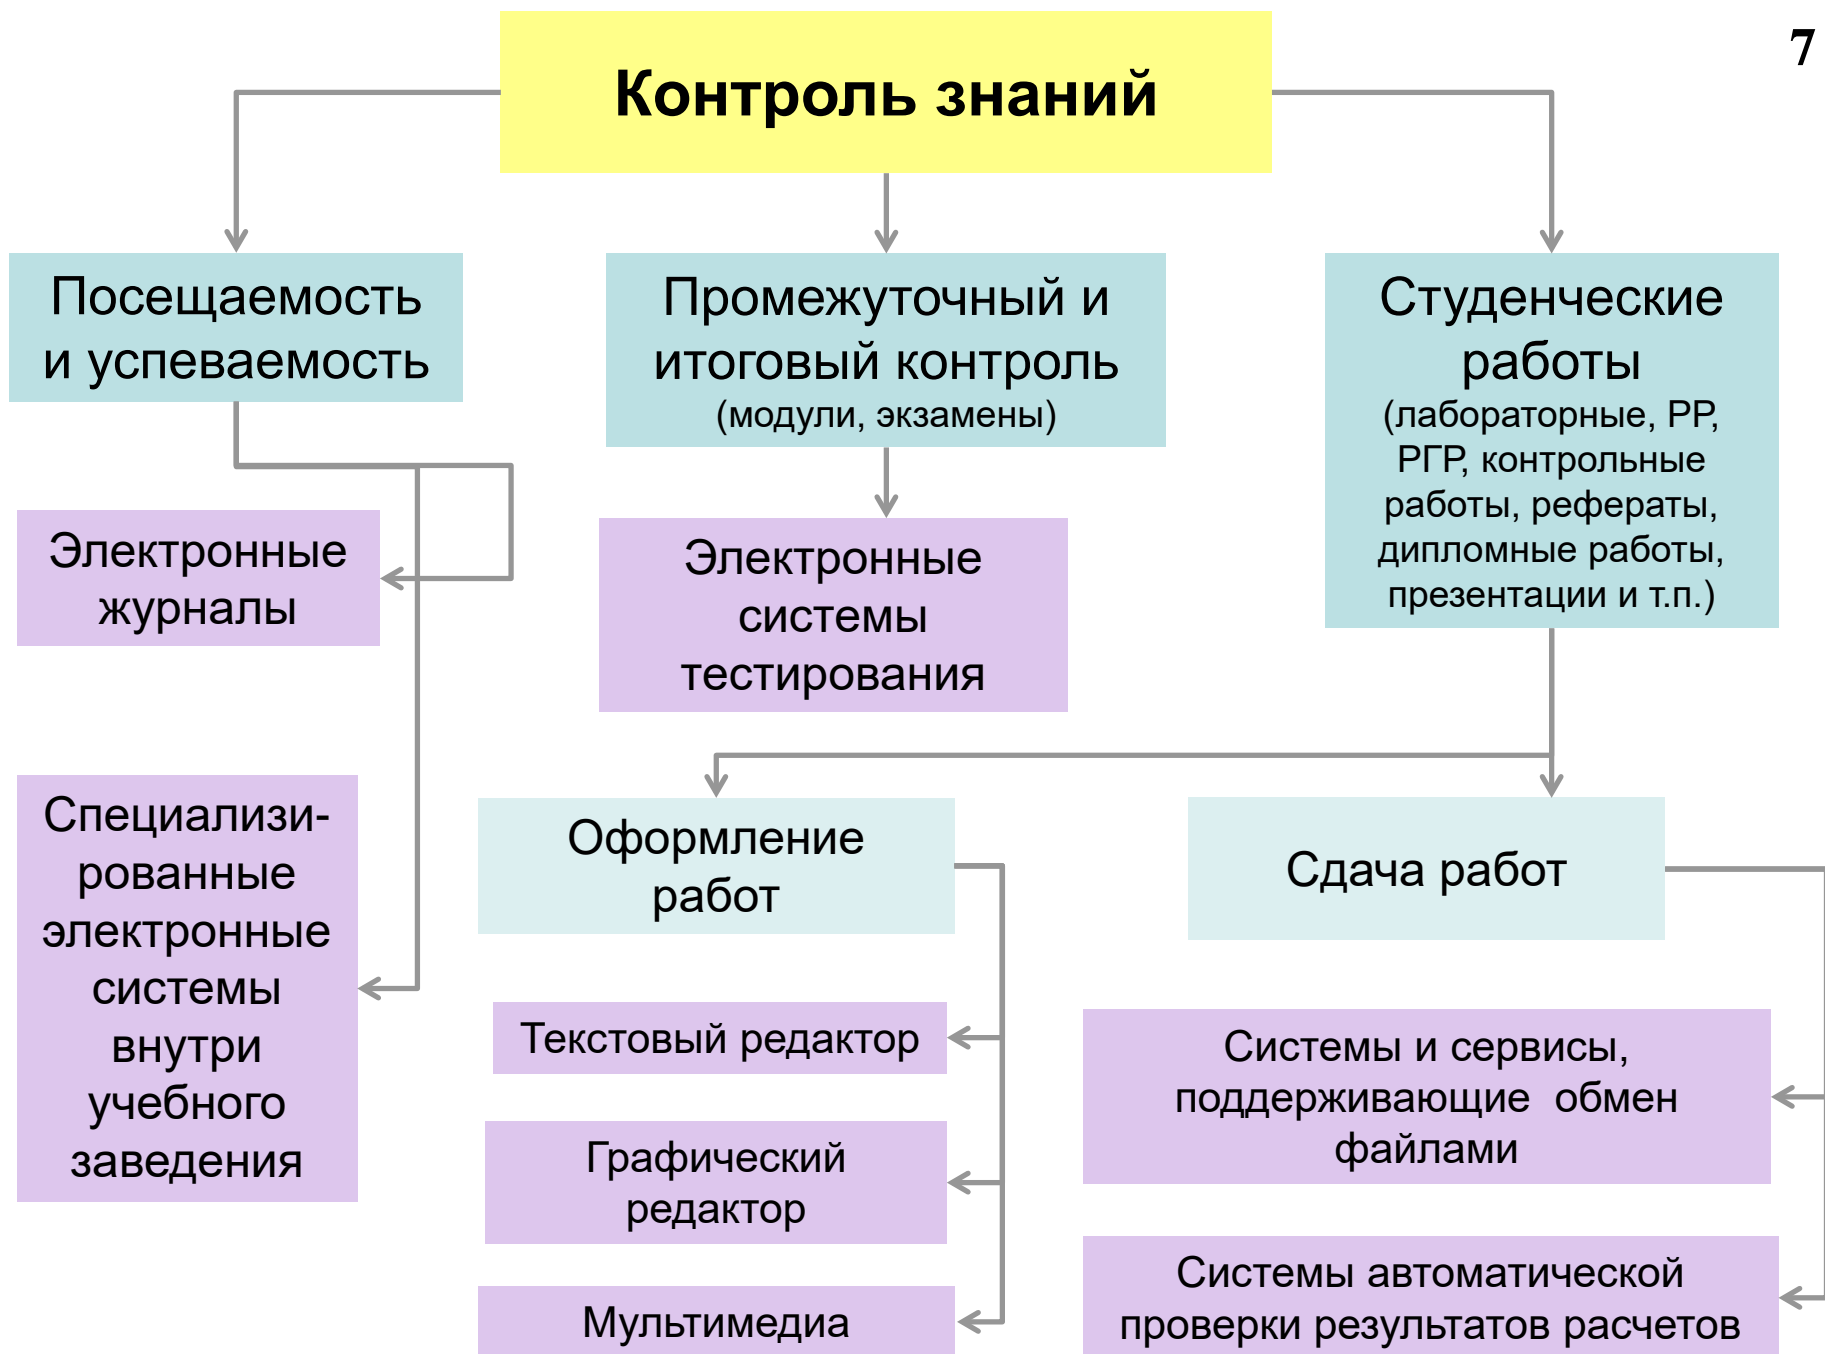 7
Контроль знаний
Посещаемость
и успеваемость
Промежуточный и
итоговый контроль
(модули, экзамены)
Студенческие
работы
(лабораторные, РР,
РГР, контрольные
работы, рефераты,
дипломные работы,
презентации и т.п.)
Электронные
журналы
Электронные
системы
тестирования
Специализи-
рованные
электронные
системы
внутри
учебного
заведения
Оформление
работ
Сдача работ
Текстовый редактор
Графический
редактор
Мультимедиа
Системы и сервисы,
поддерживающие обмен
файлами
Системы автоматической
проверки результатов расчетов